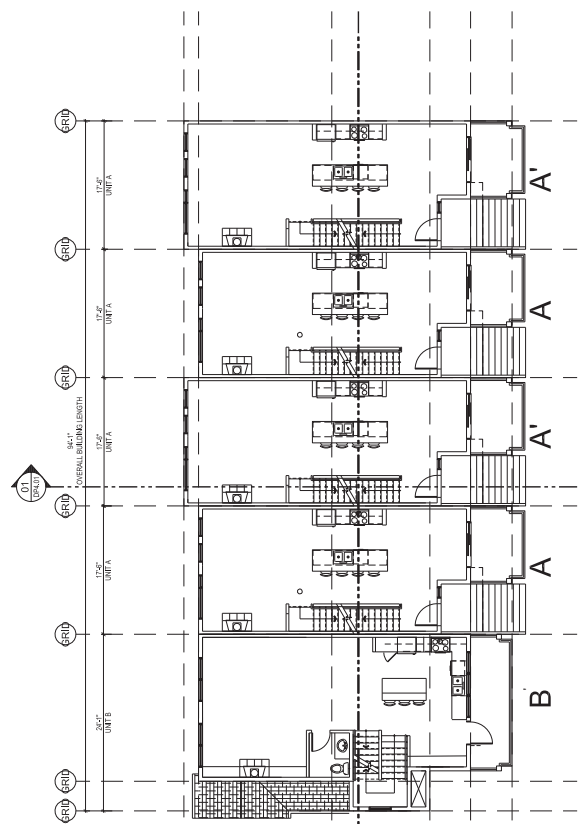 GRID
17'-6"
UNIT A
A'
GRID
17'-6"
UNIT A
A
GRID
94'-1"
OVERALL BUILDING LENGTH
17'-6"
UNIT A
A'
01
DP4.01
GRID
17'-6"
UNIT A
A
GRID
24'-1"
UNIT B
B
GRID
GRID